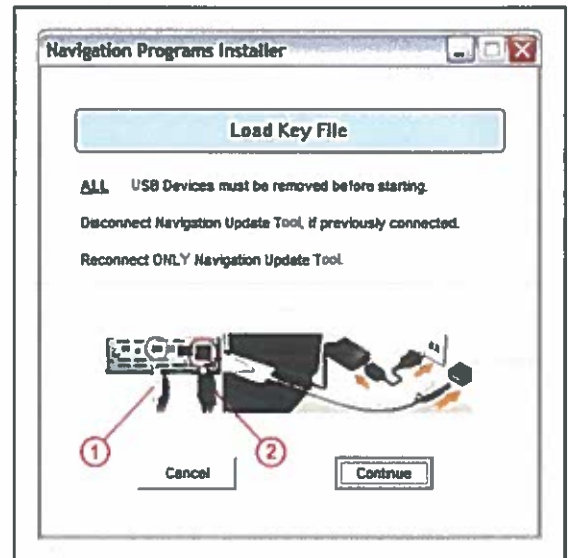 Navigation Programs Installer
Load Key File
ALL USB Devices must be removed before starting.
Disconnect Navigation Update Tool, if previously connected.
Reconnect ONLY Navigation Update Tool.
1
2
Cancel
Continue